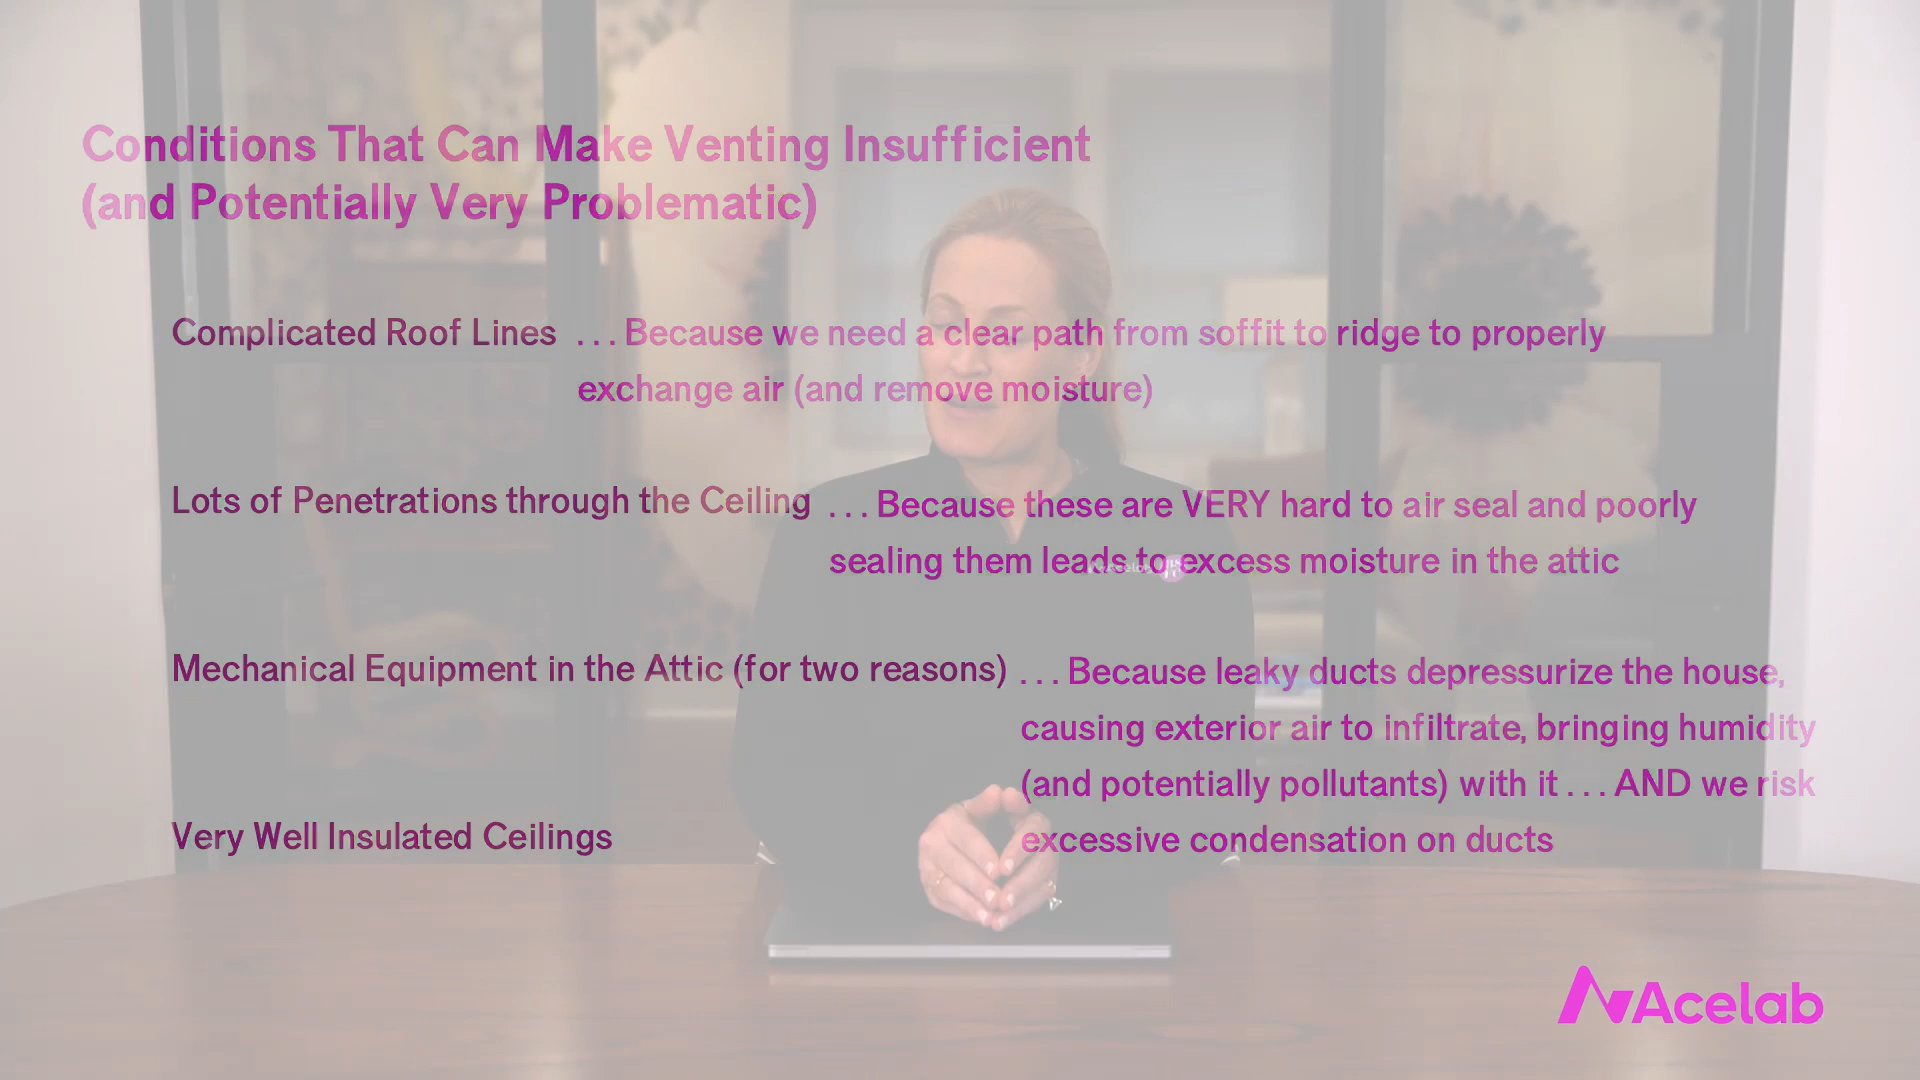 Conditions That Can Make Venting Insufficient
(and Potentially Very Problematic)
Complicated Roof Lines ... Because we need a clear path from soffit to ridge to properly
exchange air (and remove moisture)
Lots of Penetrations through the Ceiling ... Because these are VERY hard to air seal and poorly
sealing them leads to excess moisture in the attic
Acelab
Mechanical Equipment in the Attic (for two reasons) ... Because leaky ducts depressurize the house,
causing exterior air to infiltrate, bringing humidity
(and potentially pollutants) with it ... AND we risk
Very Well Insulated Ceilings
excessive condensation on ducts
Acelab